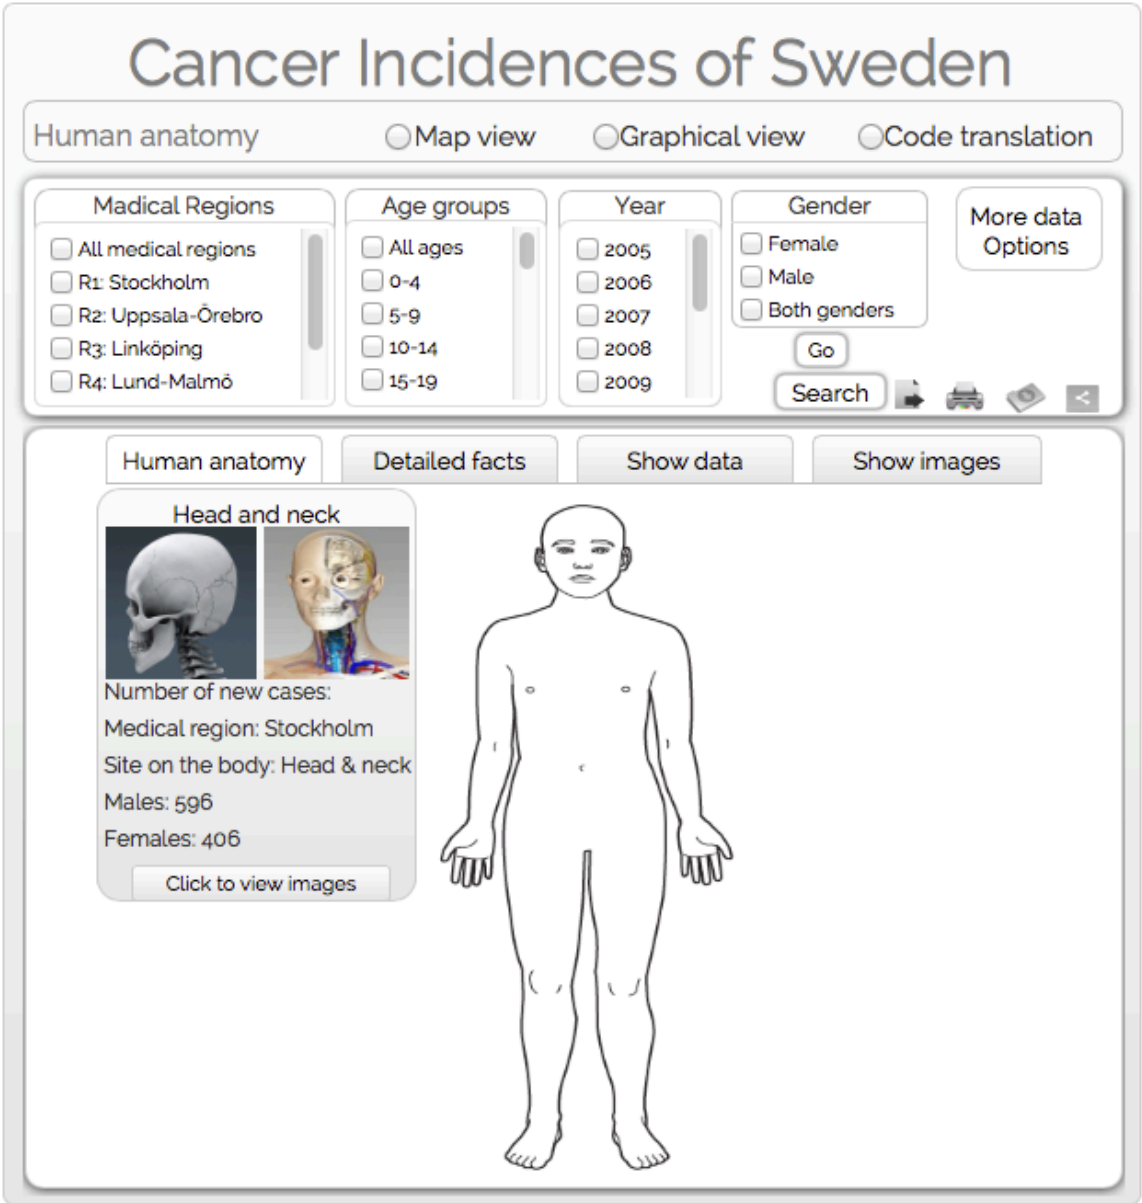 Cancer Incidences of Sweden
Human anatomy Map view Graphical view Code translation
Madical Regions
All medical regions
R1: Stockholm
R2: Uppsala-Örebro
R3: Linköping
R4: Lund-Malmö
Age groups
All ages
0-4
5-9
10-14
15-19
Year
2005
2006
2007
2008
2009
Gender
Female
Male
Both genders
Go
Search
More data
Options
Human anatomy Detailed facts Show data Show images
Head and neck
Number of new cases:
Medical region: Stockholm
Site on the body: Head & neck
Males: 596
Females: 406
Click to view images